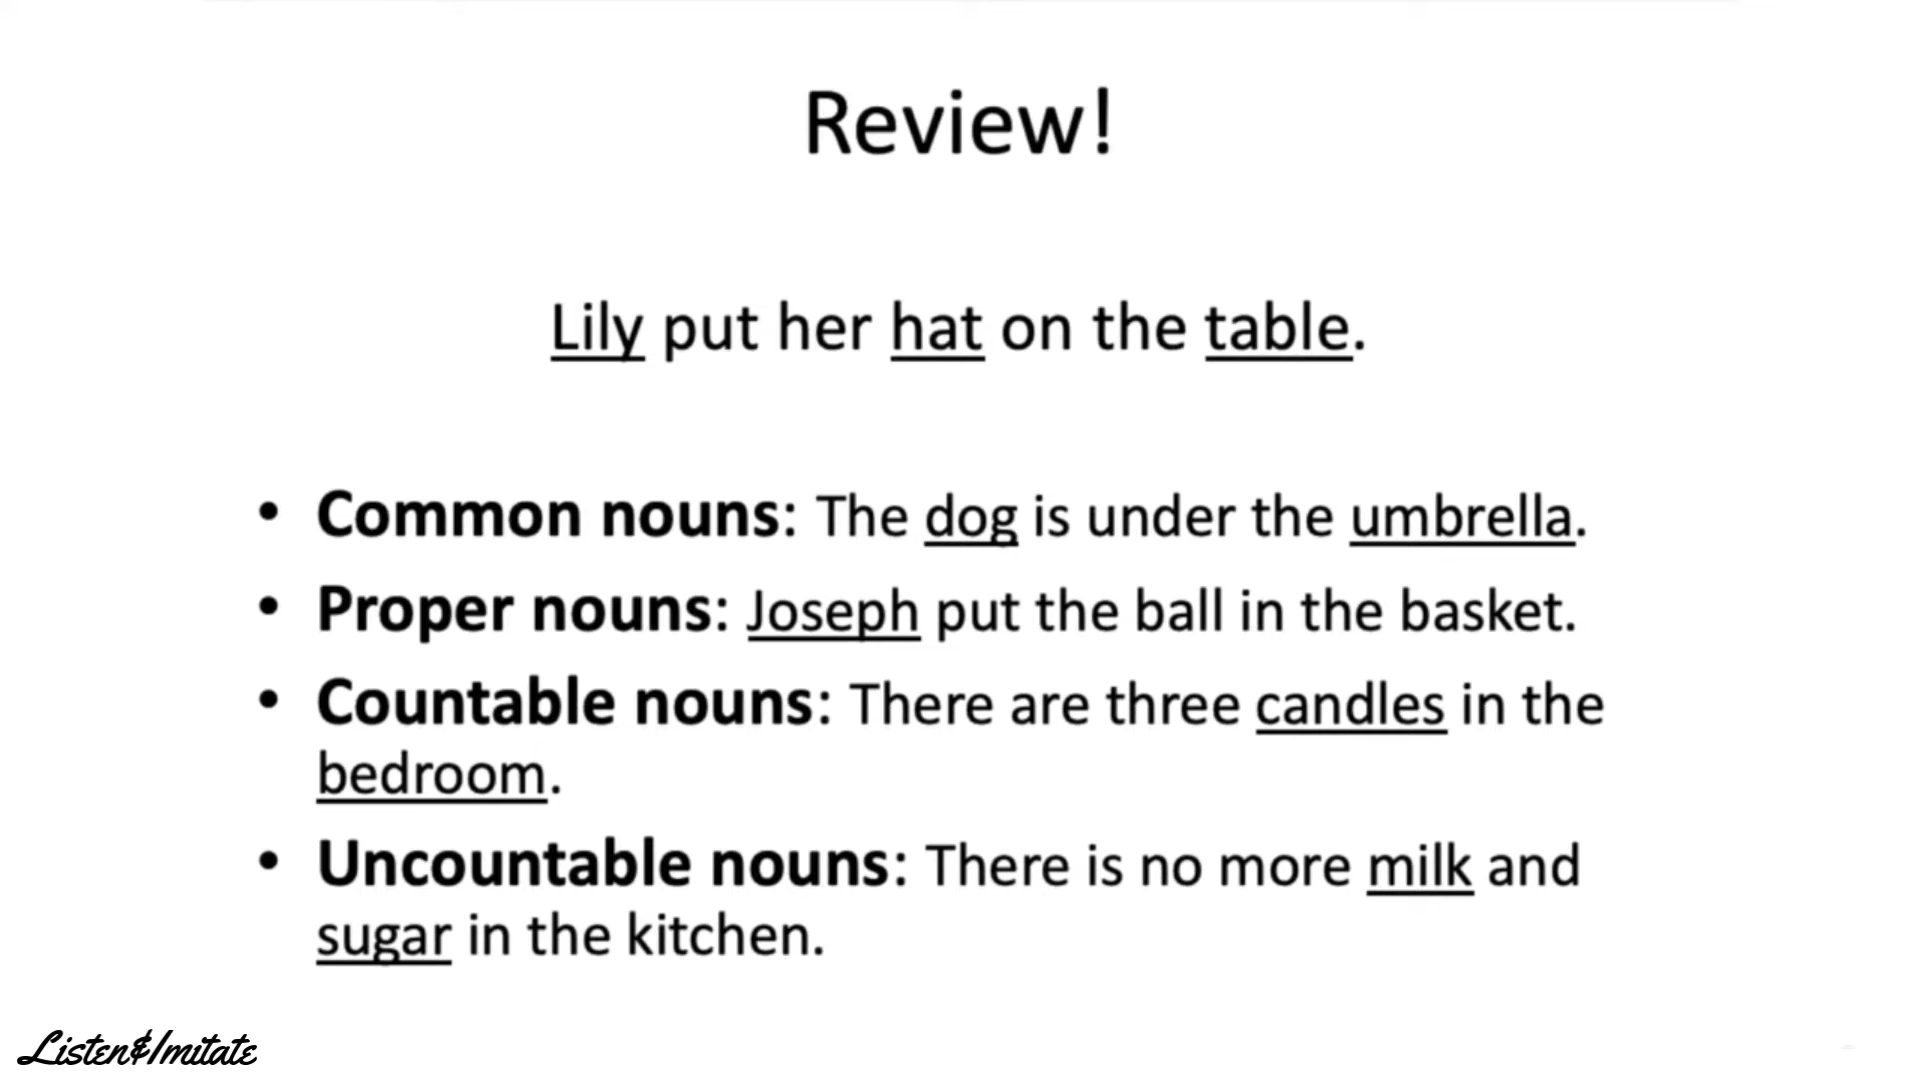 Review!
Lily put her hat on the table.
• Common nouns: The dog is under the umbrella.
• Proper nouns: Joseph put the ball in the basket.
• Countable nouns: There are three candles in the
bedroom.
• Uncountable nouns: There is no more milk and
sugar in the kitchen.
Listen&Imitate